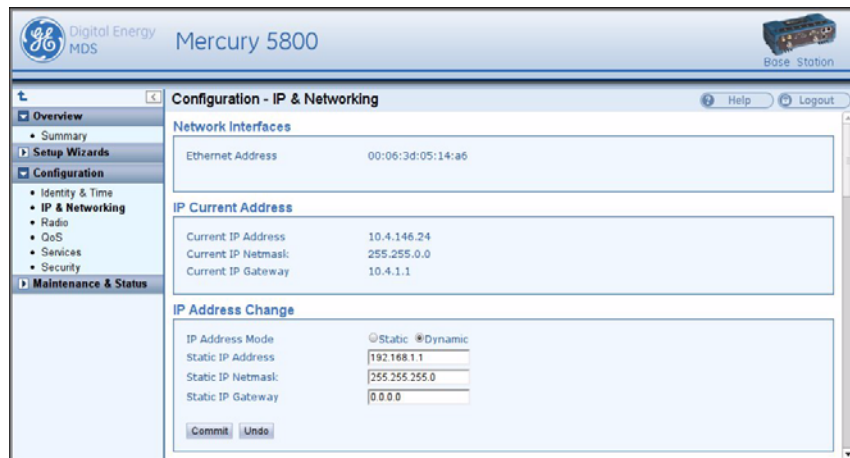 GE
Digital Energy
MDS
Mercury 5800
Base Station
Configuration - IP & Networking
Help
Logout
Overview
• Summary
Setup Wizards
Configuration
• Identity & Time
• IP & Networking
• Radio
• QoS
• Services
• Security
Maintenance & Status
Network Interfaces
Ethernet Address 00:06:3d:05:14:a6
IP Current Address
Current IP Address 10.4.146.24
Current IP Netmask 255.255.0.0
Current IP Gateway 10.4.1.1
IP Address Change
IP Address Mode Static Dynamic
Static IP Address 192.168.1.1
Static IP Netmask 255.255.255.0
Static IP Gateway 0.0.0.0
Commit Undo